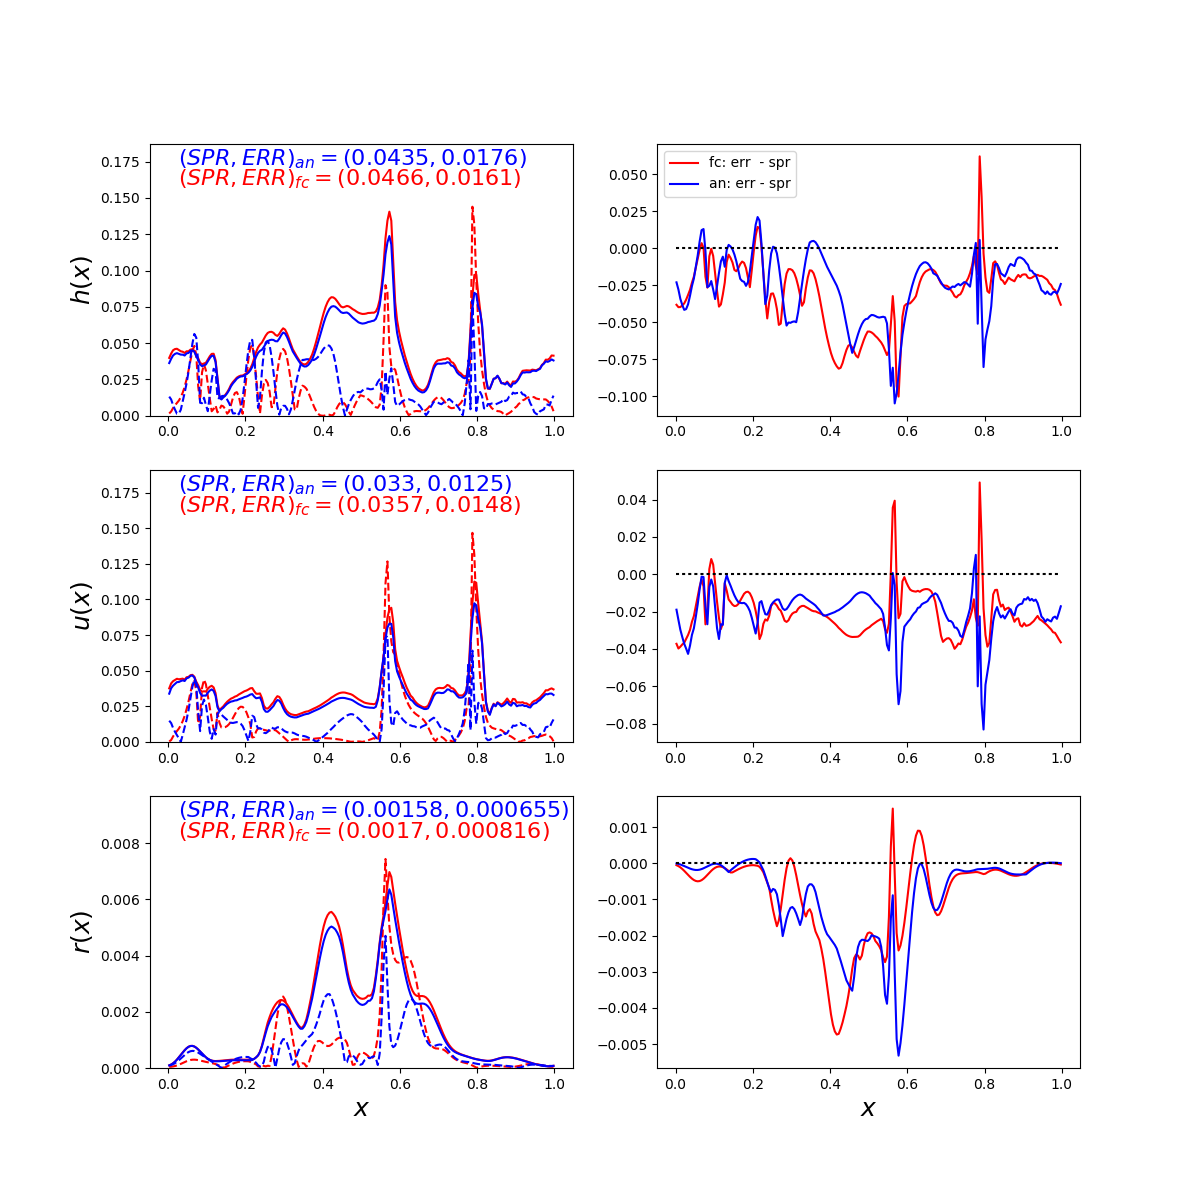 (SPR, ERR)an = (0.0435, 0.0176)
(SPR, ERR)fc = (0.0466, 0.0161)
h(x)
0.175
0.150
0.125
0.100
0.075
0.050
0.025
0.000
0.0 0.2 0.4 0.6 0.8 1.0
fc: err - spr
an: err - spr
0.050
0.025
0.000
−0.025
−0.050
−0.075
−0.100
0.0 0.2 0.4 0.6 0.8 1.0
(SPR, ERR)an = (0.033, 0.0125)
(SPR, ERR)fc = (0.0357, 0.0148)
u(x)
0.175
0.150
0.125
0.100
0.075
0.050
0.025
0.000
0.0 0.2 0.4 0.6 0.8 1.0
0.04
0.02
0.00
−0.02
−0.04
−0.06
−0.08
0.0 0.2 0.4 0.6 0.8 1.0
(SPR, ERR)an = (0.00158, 0.000655)
(SPR, ERR)fc = (0.0017, 0.000816)
r(x)
0.008
0.006
0.004
0.002
0.000
0.0 0.2 0.4 0.6 0.8 1.0
x
0.001
0.000
−0.001
−0.002
−0.003
−0.004
−0.005
0.0 0.2 0.4 0.6 0.8 1.0
x